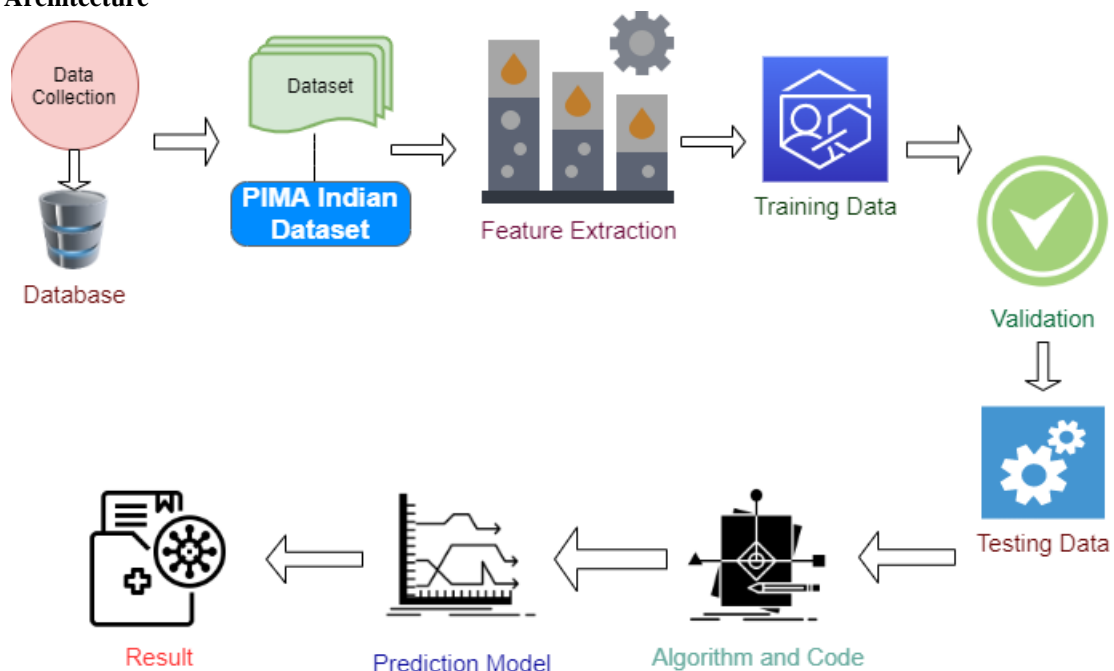 Architecture
Data
Collection
Dataset
PIMA Indian
Dataset
Feature Extraction
Training Data
Database
Validation
Testing Data
Algorithm and Code
Prediction Model
Result